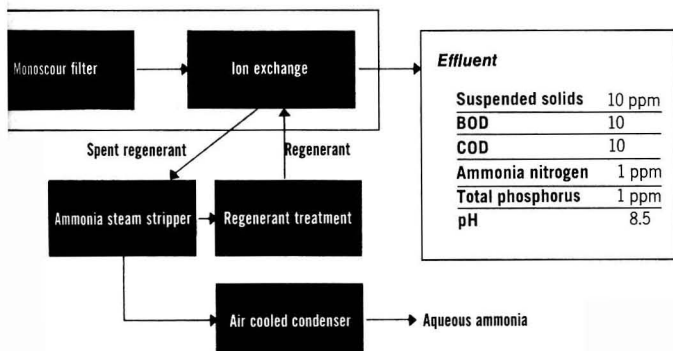 Monoscour filter
Ion exchange
Effluent
Suspended solids 10 ppm
BOD 10
COD 10
Ammonia nitrogen 1 ppm
Total phosphorus 1 ppm
pH 8.5
Spent regenerant
Regenerant
Ammonia steam stripper
Regenerant treatment
Air cooled condenser
Aqueous ammonia